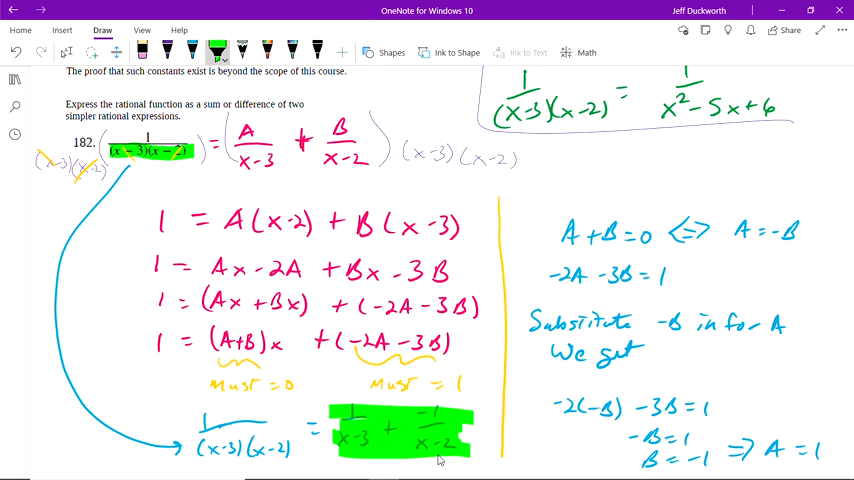 OneNote for Windows 10
Jeff Duckworth
Home Insert Draw View Help
Share
Shapes Ink to Shape Ink to Text Math
The proof that such constants exist is beyond the scope of this course.
1/((x-3)(x-2)) = 1/(x²-5x+6)
Express the rational function as a sum or difference of two
simpler rational expressions.
182. (1/((x − 3)(x − 2))) = (A/(x-3) + B/(x-2)) (x-3)(x-2)
(x-3)(x-2)
1 = A(x-2) + B(x-3)
1 = Ax-2A + Bx-3B
1 = (Ax+Bx) + (-2A-3B)
1 = (A+B)x + (-2A-3B)
Must = 0 Must = 1
1/((x-3)(x-2)) = 1/(x-3) + -1/(x-2)
A+B=0 <=> A=-B
-2A-3B=1
Substitute -B in for A
We get
-2(-B) -3B=1
-B=1
B=-1 => A=1